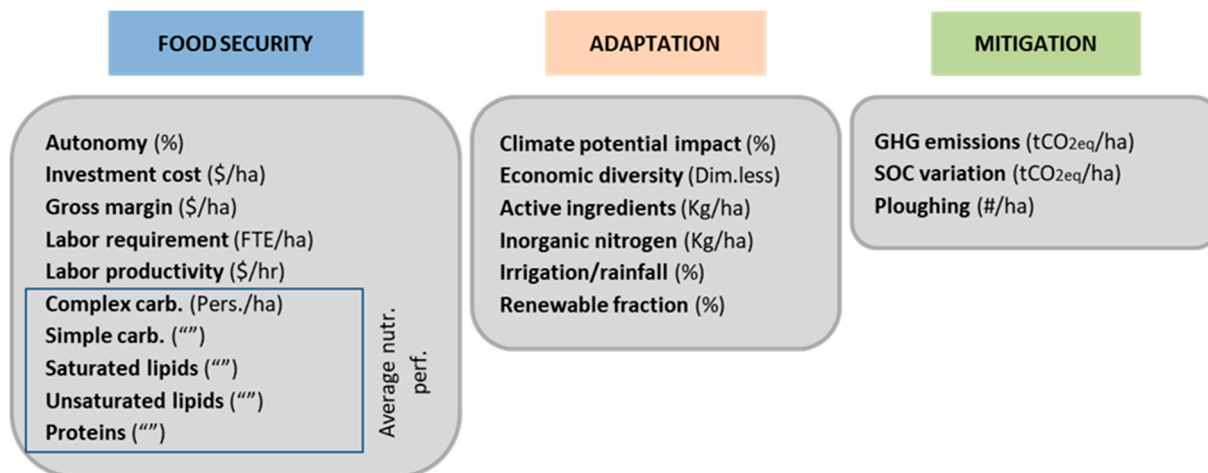 FOOD SECURITY
Autonomy (%)
Investment cost ($/ha)
Gross margin ($/ha)
Labor requirement (FTE/ha)
Labor productivity ($/hr)
Complex carb. (Pers./ha)
Simple carb. (“”)
Saturated lipids (“”)
Unsaturated lipids (“”)
Proteins (“”)
Average nutr.
perf.
ADAPTATION
Climate potential impact (%)
Economic diversity (Dim.less)
Active ingredients (Kg/ha)
Inorganic nitrogen (Kg/ha)
Irrigation/rainfall (%)
Renewable fraction (%)
MITIGATION
GHG emissions (tCO2eq/ha)
SOC variation (tCO2eq/ha)
Ploughing (#/ha)